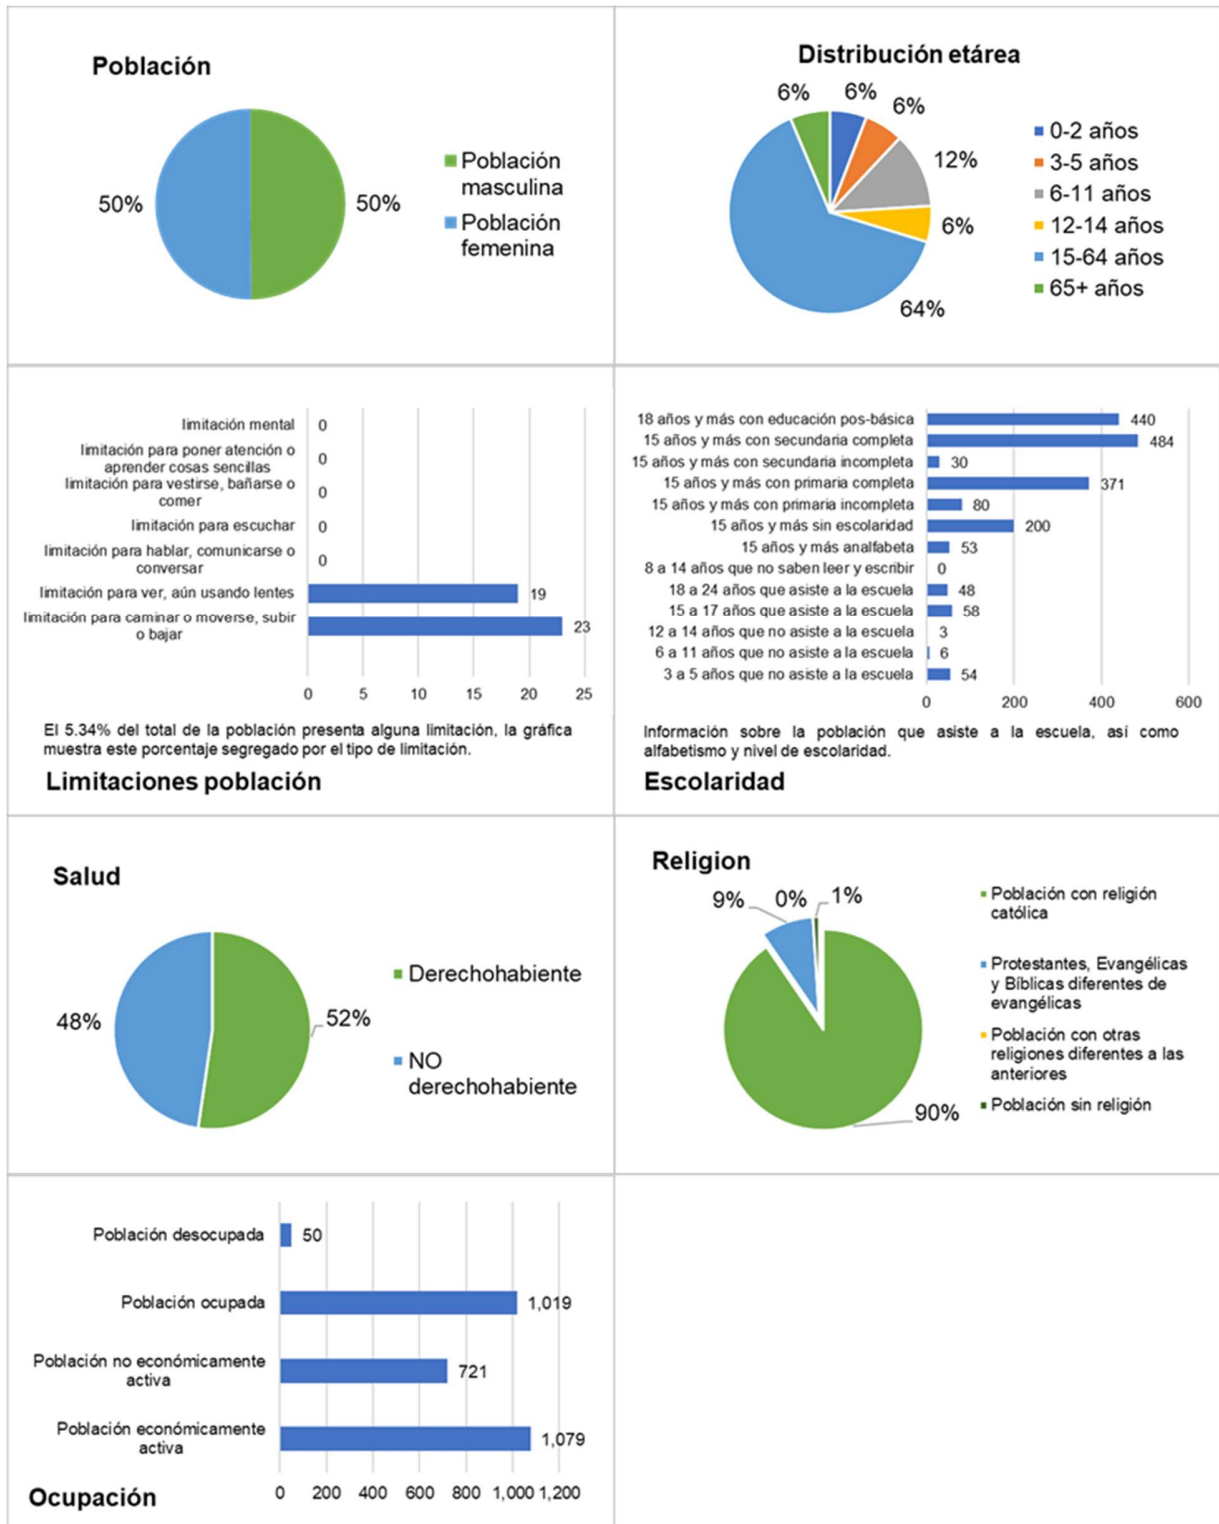 Población
50%
50%
Población
masculina
Población
femenina
Distribución etárea
6%
6%
6%
12%
6%
64%
0-2 años
3-5 años
6-11 años
12-14 años
15-64 años
65+ años
limitación mental
0
limitación para poner atención o
aprender cosas sencillas
0
limitación para vestirse, bañarse o
comer
0
limitación para escuchar
0
limitación para hablar, comunicarse o
conversar
0
limitación para ver, aún usando lentes
19
limitación para caminar o moverse, subir
o bajar
23
0 5 10 15 20 25
El 5.34% del total de la población presenta alguna limitación, la gráfica
muestra este porcentaje segregado por el tipo de limitación.
Limitaciones población
18 años y más con educación pos-básica 440
15 años y más con secundaria completa 484
15 años y más con secundaria incompleta 30
15 años y más con primaria completa 371
15 años y más con primaria incompleta 80
15 años y más sin escolaridad 200
15 años y más analfabeta 53
8 a 14 años que no saben leer y escribir 0
18 a 24 años que asiste a la escuela 48
15 a 17 años que asiste a la escuela 58
12 a 14 años que no asiste a la escuela 3
6 a 11 años que no asiste a la escuela 6
3 a 5 años que no asiste a la escuela 54
0 200 400 600
Información sobre la población que asiste a la escuela, así como
alfabetismo y nivel de escolaridad.
Escolaridad
Salud
48%
52%
Derechohabiente
NO
derechohabiente
Religion
9% 0% 1%
90%
Población con religión
católica
Protestantes, Evangélicas
y Bíblicas diferentes de
evangélicas
Población con otras
religiones diferentes a las
anteriores
Población sin religión
Población desocupada 50
Población ocupada 1,019
Población no económicamente
activa
721
Población económicamente
activa
1,079
0 200 400 600 800 1,000 1,200
Ocupación